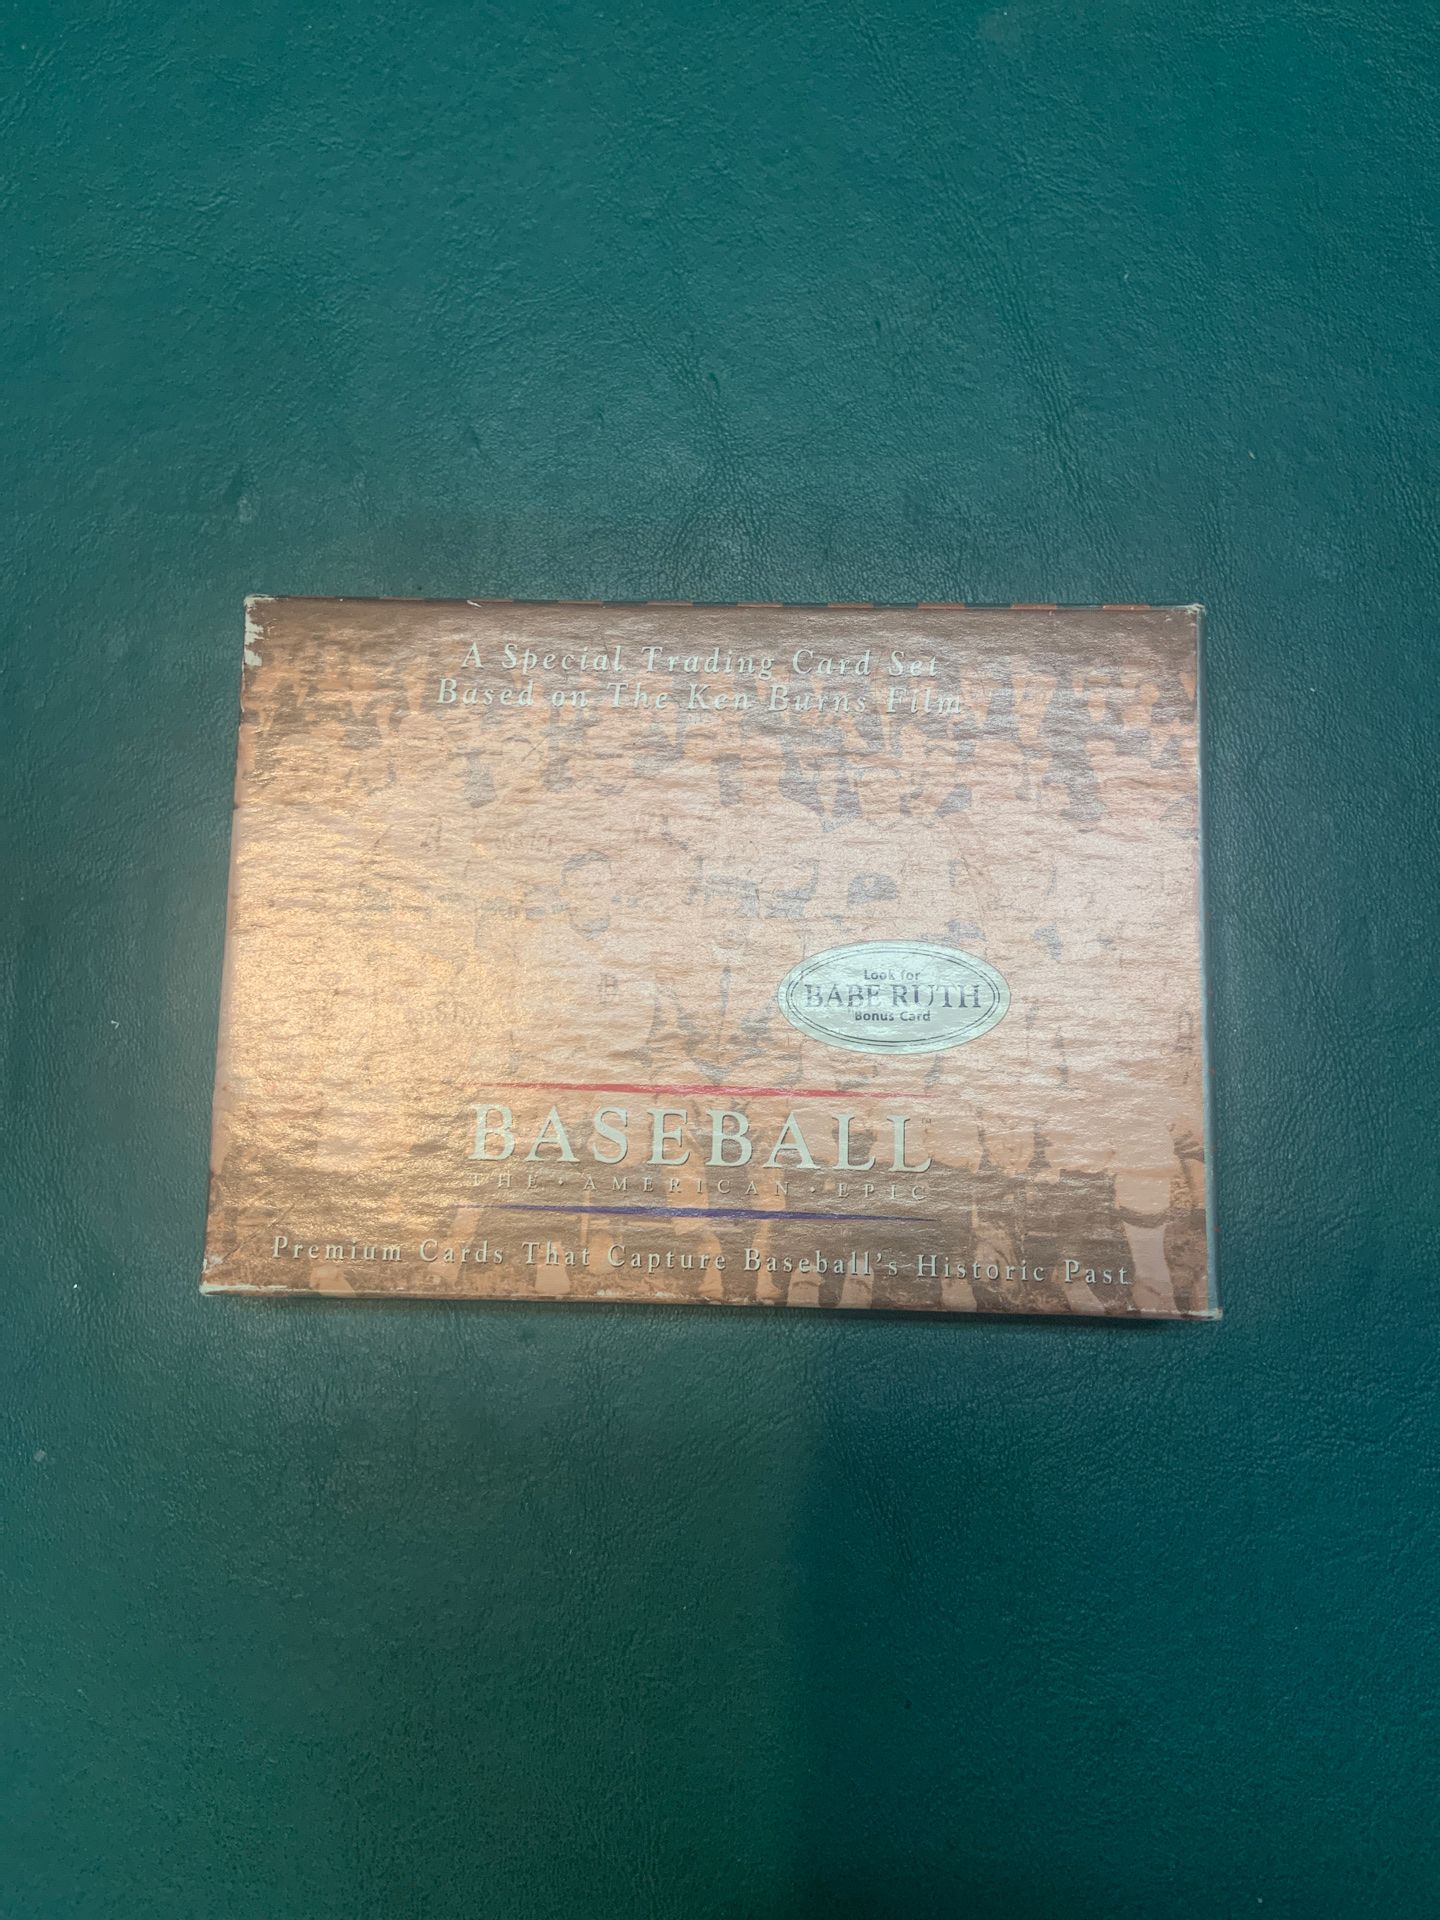 A Special Trading Card Set
Based on The Ken Burns Film
Look for
BABE RUTH
Bonus Card
BASEBALL™
THE · AMERICAN · EPIC
Premium Cards That Capture Baseball's Historic Past